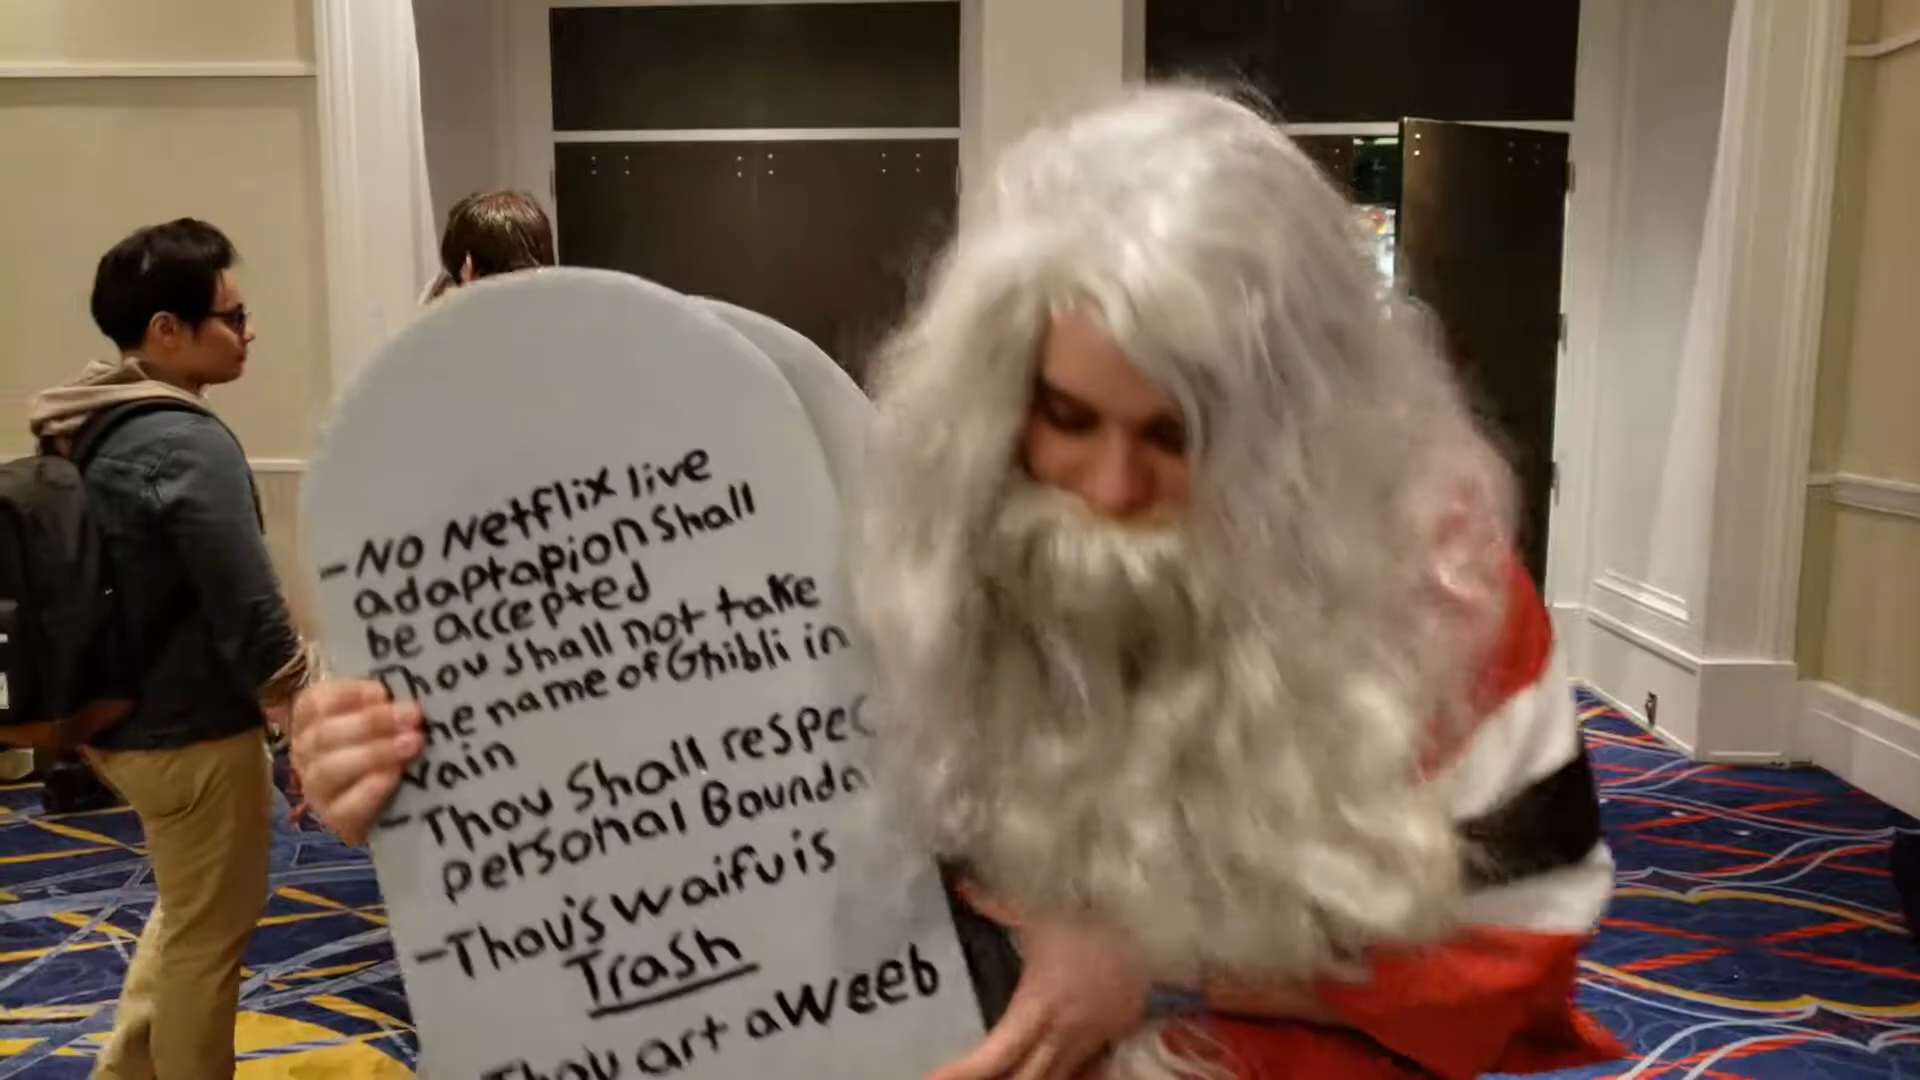 -No Netflix live
adaptapion Shall
be accepted
Thou Shall not take
the name of Ghibli in
Vain
-Thou Shall respec
personal Bounda
-Thou's waifu is
Trash
Thou art a Weeb